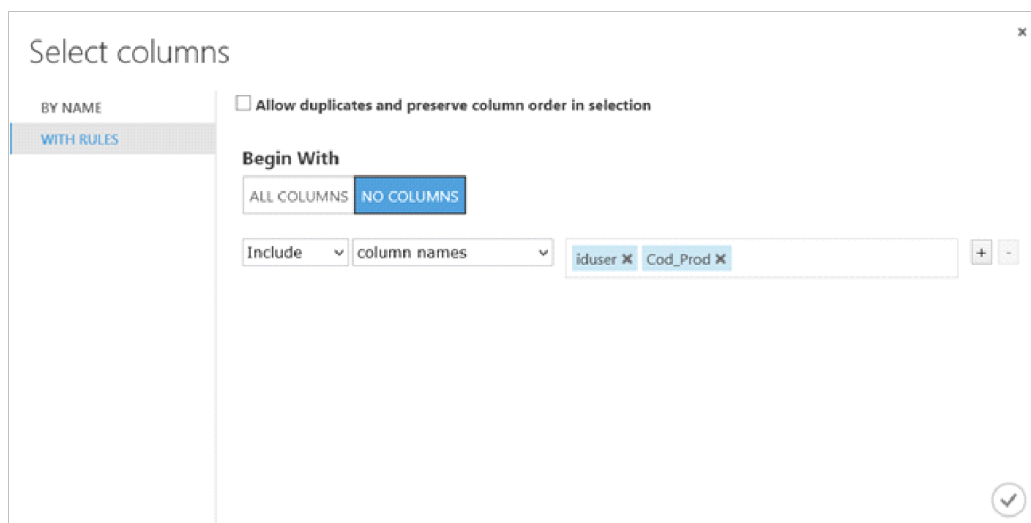 Select columns
BY NAME
WITH RULES
Allow duplicates and preserve column order in selection
Begin With
ALL COLUMNS NO COLUMNS
Include column names iduser Cod_Prod + -